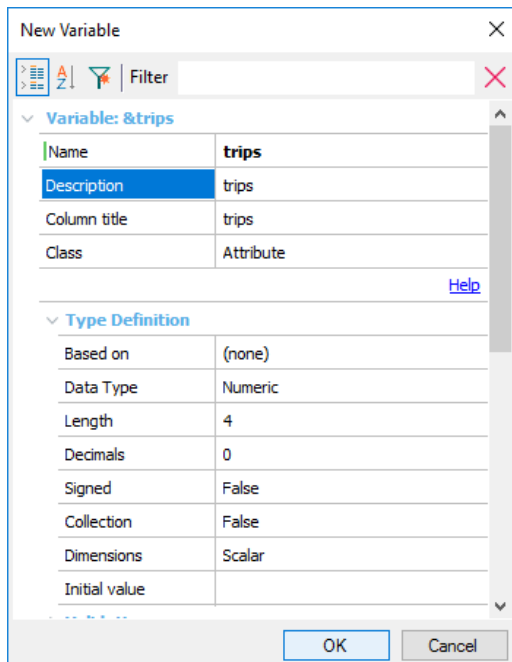 New Variable
Filter
Variable: &trips
Name trips
Description trips
Column title trips
Class Attribute
Help
Type Definition
Based on (none)
Data Type Numeric
Length 4
Decimals 0
Signed False
Collection False
Dimensions Scalar
Initial value
OK Cancel